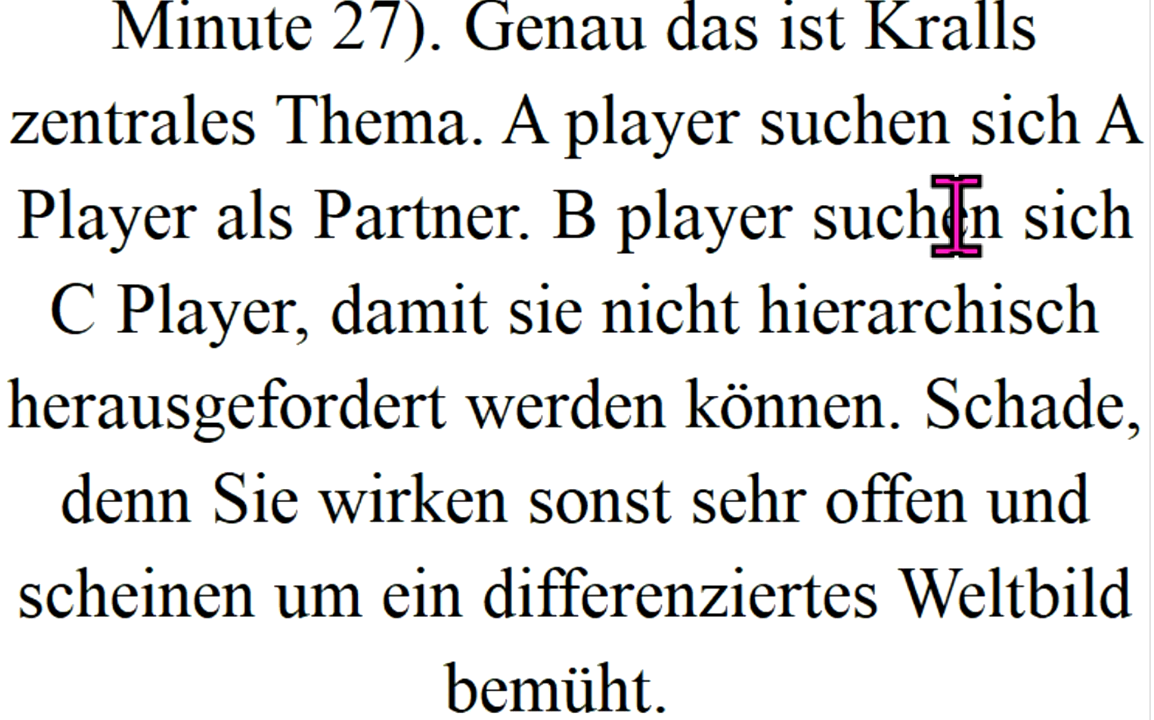 Minute 27). Genau das ist Kralls
zentrales Thema. A player suchen sich A
Player als Partner. B player suchen sich
C Player, damit sie nicht hierarchisch
herausgefordert werden können. Schade,
denn Sie wirken sonst sehr offen und
scheinen um ein differenziertes Weltbild
bemüht.